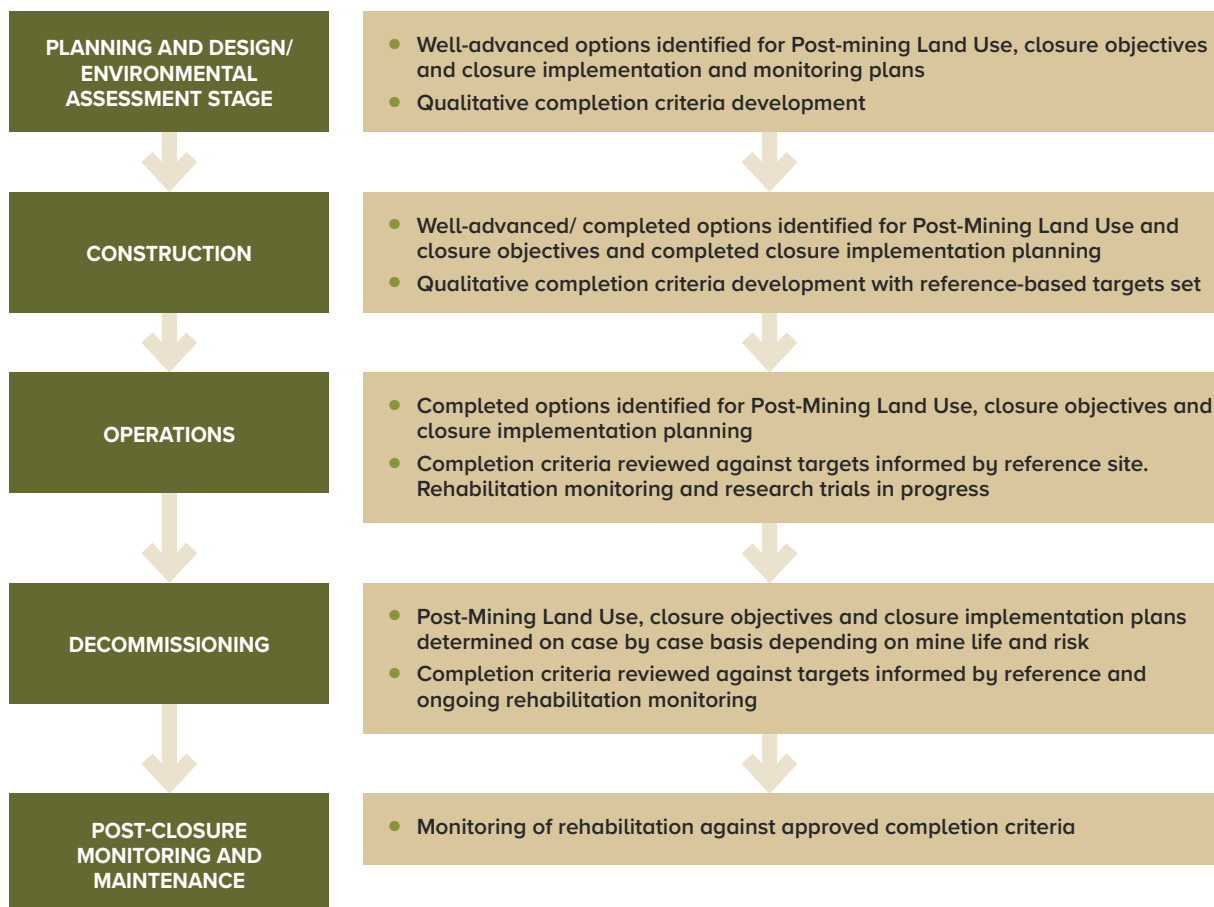 PLANNING AND DESIGN/
ENVIRONMENTAL
ASSESSMENT STAGE
• Well-advanced options identified for Post-mining Land Use, closure objectives
and closure implementation and monitoring plans
• Qualitative completion criteria development
CONSTRUCTION
• Well-advanced/ completed options identified for Post-Mining Land Use and
closure objectives and completed closure implementation planning
• Qualitative completion criteria development with reference-based targets set
OPERATIONS
• Completed options identified for Post-Mining Land Use, closure objectives and
closure implementation planning
• Completion criteria reviewed against targets informed by reference site.
Rehabilitation monitoring and research trials in progress
DECOMMISSIONING
• Post-Mining Land Use, closure objectives and closure implementation plans
determined on case by case basis depending on mine life and risk
• Completion criteria reviewed against targets informed by reference and
ongoing rehabilitation monitoring
POST-CLOSURE
MONITORING AND
MAINTENANCE
• Monitoring of rehabilitation against approved completion criteria